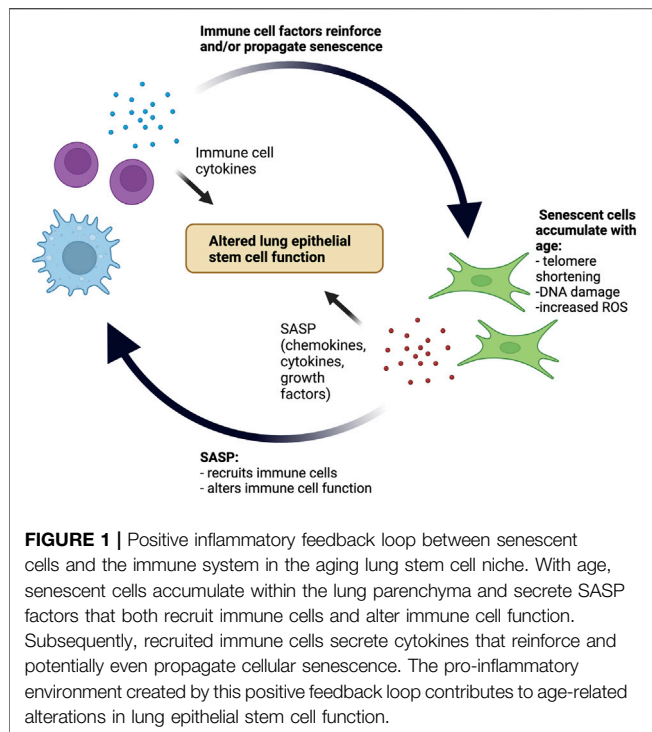 Immune cell factors reinforce
and/or propagate senescence
Immune cell
cytokines
Altered lung epithelial
stem cell function
Senescent cells
accumulate with
age:
- telomere
shortening
-DNA damage
-increased ROS
SASP
(chemokines,
cytokines,
growth
factors)
SASP:
- recruits immune cells
- alters immune cell function
FIGURE 1 | Positive inflammatory feedback loop between senescent
cells and the immune system in the aging lung stem cell niche. With age,
senescent cells accumulate within the lung parenchyma and secrete SASP
factors that both recruit immune cells and alter immune cell function.
Subsequently, recruited immune cells secrete cytokines that reinforce and
potentially even propagate cellular senescence. The pro-inflammatory
environment created by this positive feedback loop contributes to age-related
alterations in lung epithelial stem cell function.